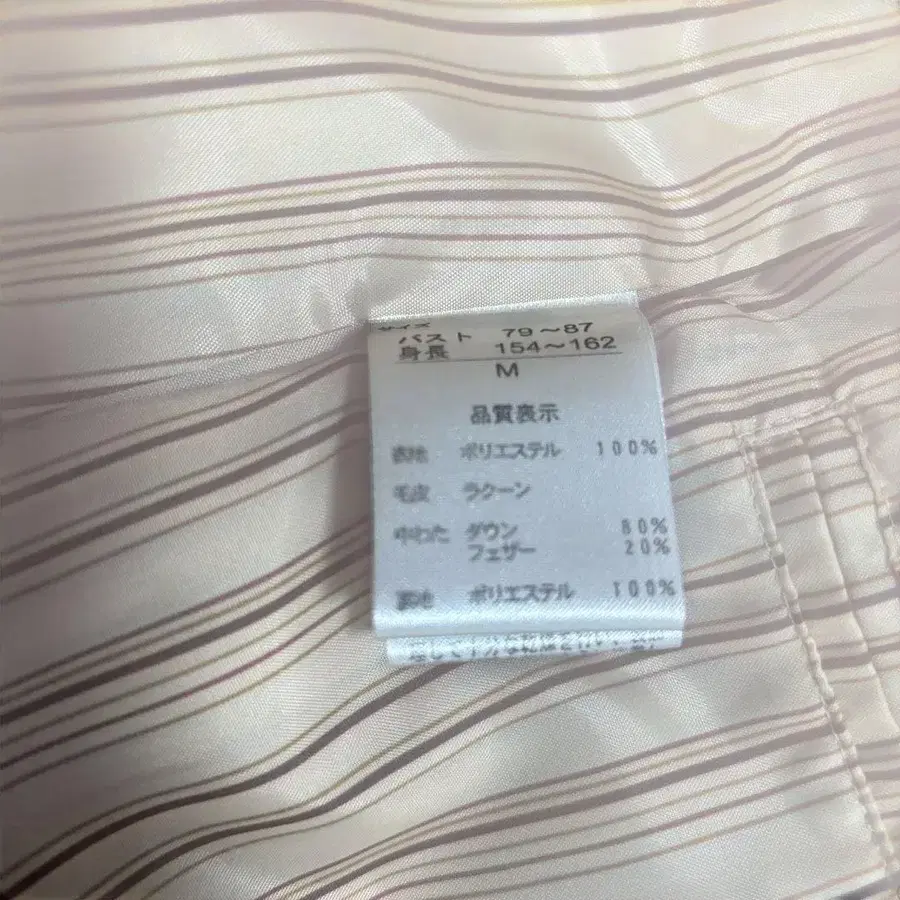 サイズ
バスト 79～87
身長 154～162
M
品質表示
表地 ポリエステル 100%
毛皮 ラクーン
中わた ダウン 80%
フェザー 20%
裏地 ポリエステル 100%